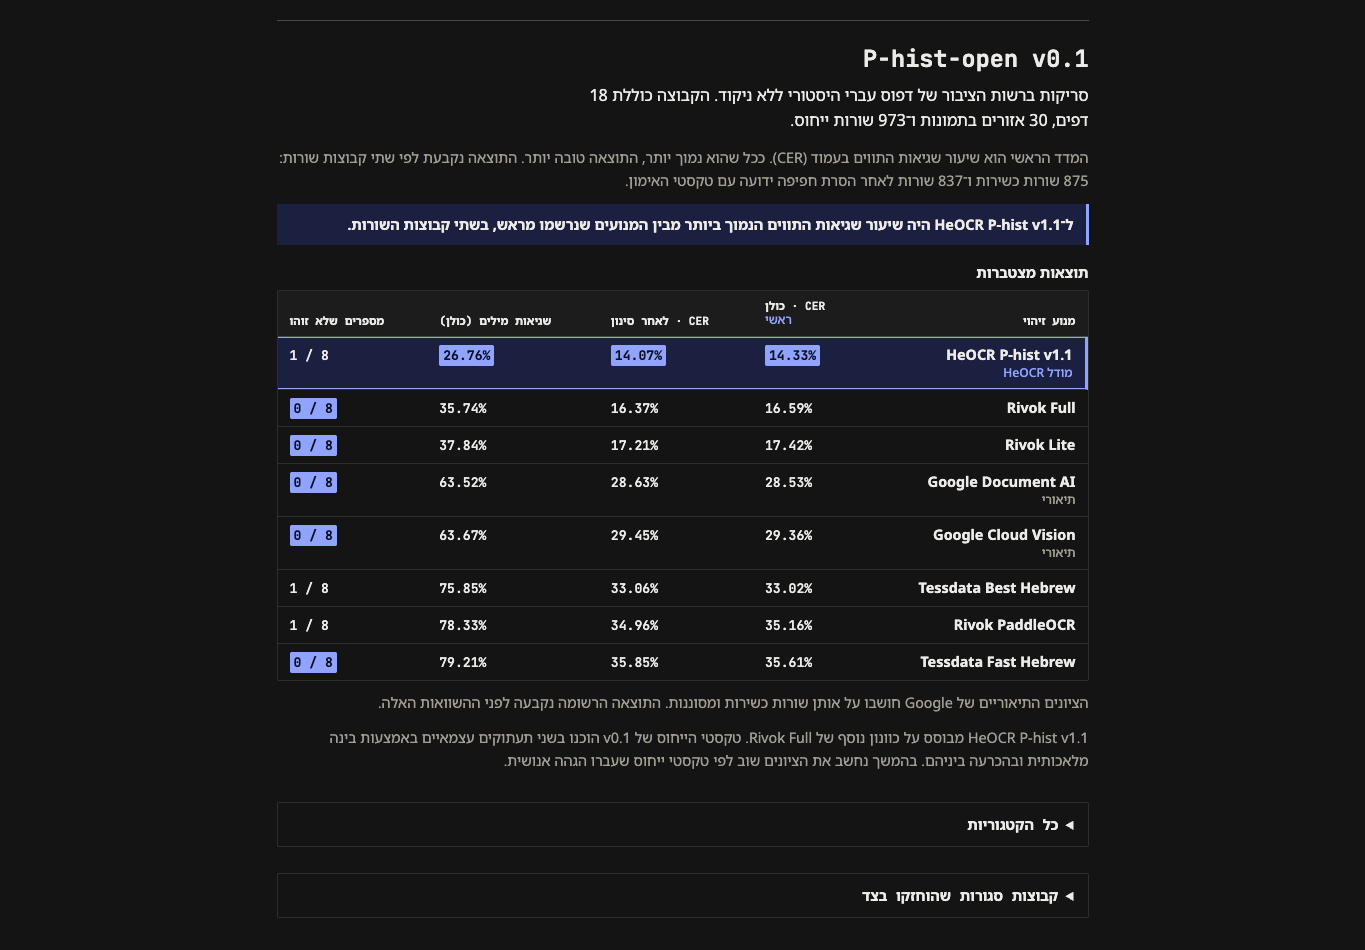 P-hist-open v0.1
סריקות ברשות הציבור של דפוס עברי היסטורי ללא ניקוד. הקבוצה כוללת 18
דפים, 30 אזורים בתמונות ו־973 שורות ייחוס.
המדד הראשי הוא שיעור שגיאות התווים בעמוד (CER). ככל שהוא נמוך יותר, התוצאה טובה יותר. התוצאה נקבעת לפי שתי קבוצות שורות:
875 שורות כשירות ו־837 שורות לאחר הסרת חפיפה ידועה עם טקסטי האימון.
ל־HeOCR P-hist v1.1 היה שיעור שגיאות התווים הנמוך ביותר מבין המנועים שנרשמו מראש, בשתי קבוצות השורות.
תוצאות מצטברות
מנוע זיהוי CER · כולן CER · לאחר סינון שגיאות מילים (כולן) מספרים שלא זוהו
ראשי
HeOCR P-hist v1.1 14.33% 14.07% 26.76% 1 / 8
מודל HeOCR
Rivok Full 16.59% 16.37% 35.74% 0 / 8
Rivok Lite 17.42% 17.21% 37.84% 0 / 8
Google Document AI 28.53% 28.63% 63.52% 0 / 8
תיאורי
Google Cloud Vision 29.36% 29.45% 63.67% 0 / 8
תיאורי
Tessdata Best Hebrew 33.02% 33.06% 75.85% 1 / 8
Rivok PaddleOCR 35.16% 34.96% 78.33% 1 / 8
Tessdata Fast Hebrew 35.61% 35.85% 79.21% 0 / 8
הציונים התיאוריים של Google חושבו על אותן שורות כשירות ומסוננות. התוצאה הרשומה נקבעה לפני ההשוואות האלה.
HeOCR P-hist v1.1 מבוסס על כוונון נוסף של Rivok Full. טקסטי הייחוס של v0.1 הוכנו בשני תעתוקים עצמאיים באמצעות בינה
מלאכותית ובהכרעה ביניהם. בהמשך נחשב את הציונים שוב לפי טקסטי ייחוס שעברו הגהה אנושית.
◀ כל הקטגוריות
◀ קבוצות סגורות שהוחזקו בצד